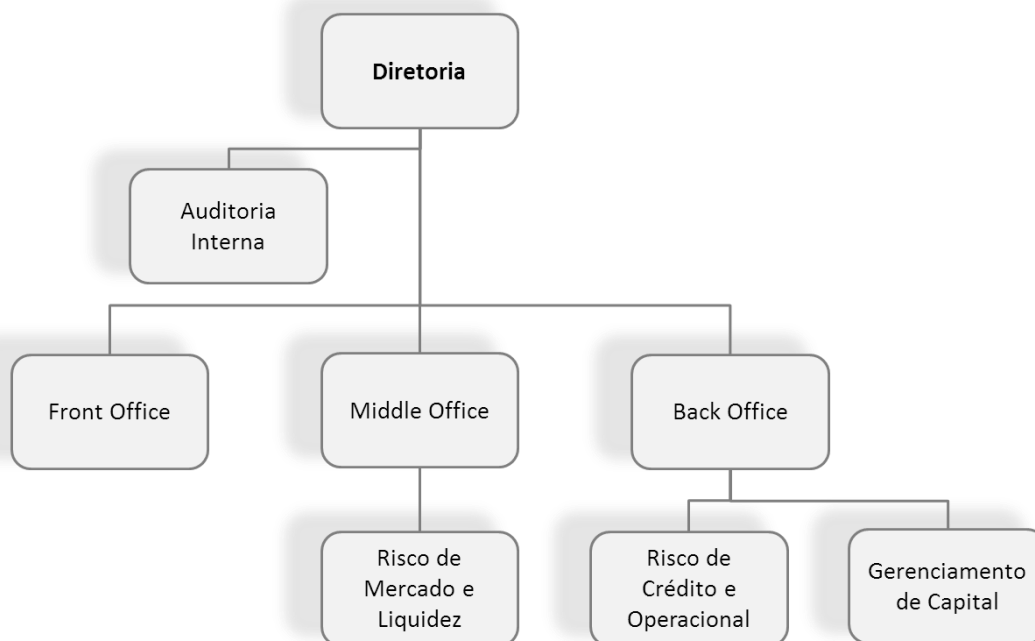 Diretoria
Auditoria
Interna
Front Office
Middle Office
Back Office
Risco de
Mercado e
Liquidez
Risco de
Crédito e
Operacional
Gerenciamento
de Capital